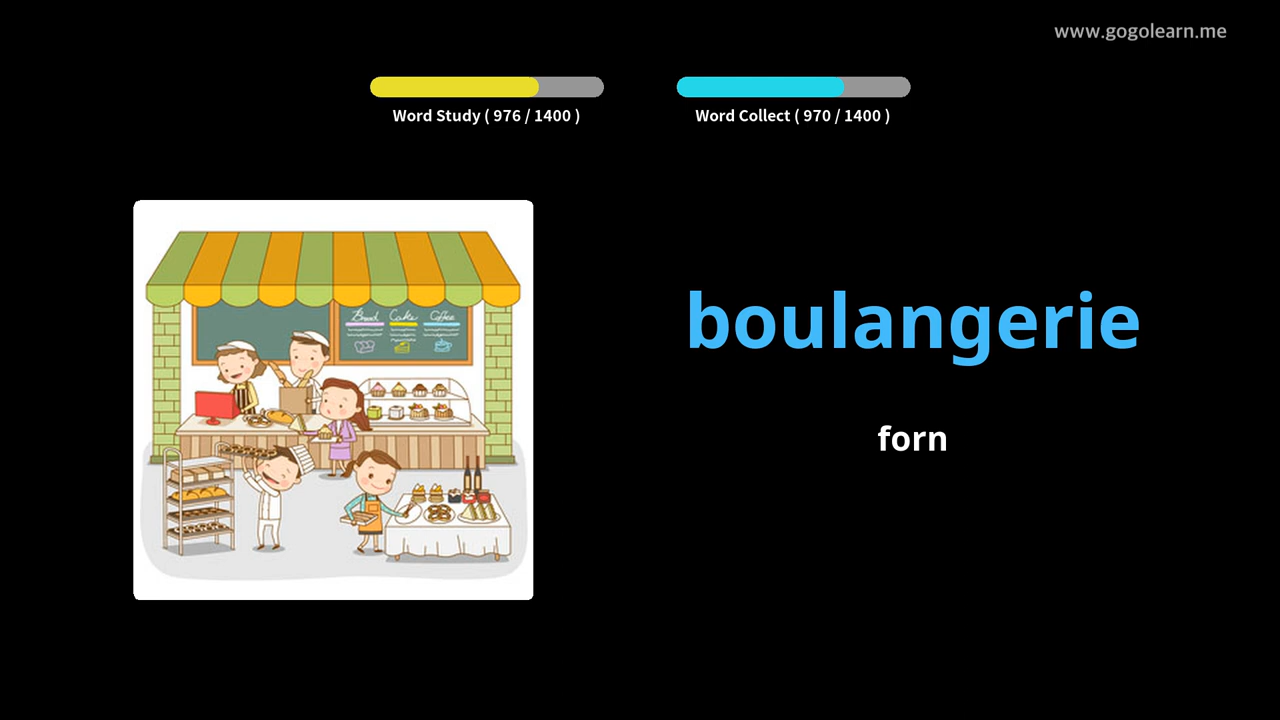 www.gogolearn.me
Word Study ( 976 / 1400 )
Word Collect ( 970 / 1400 )
Bread Cake Coffee
boulangerie
forn